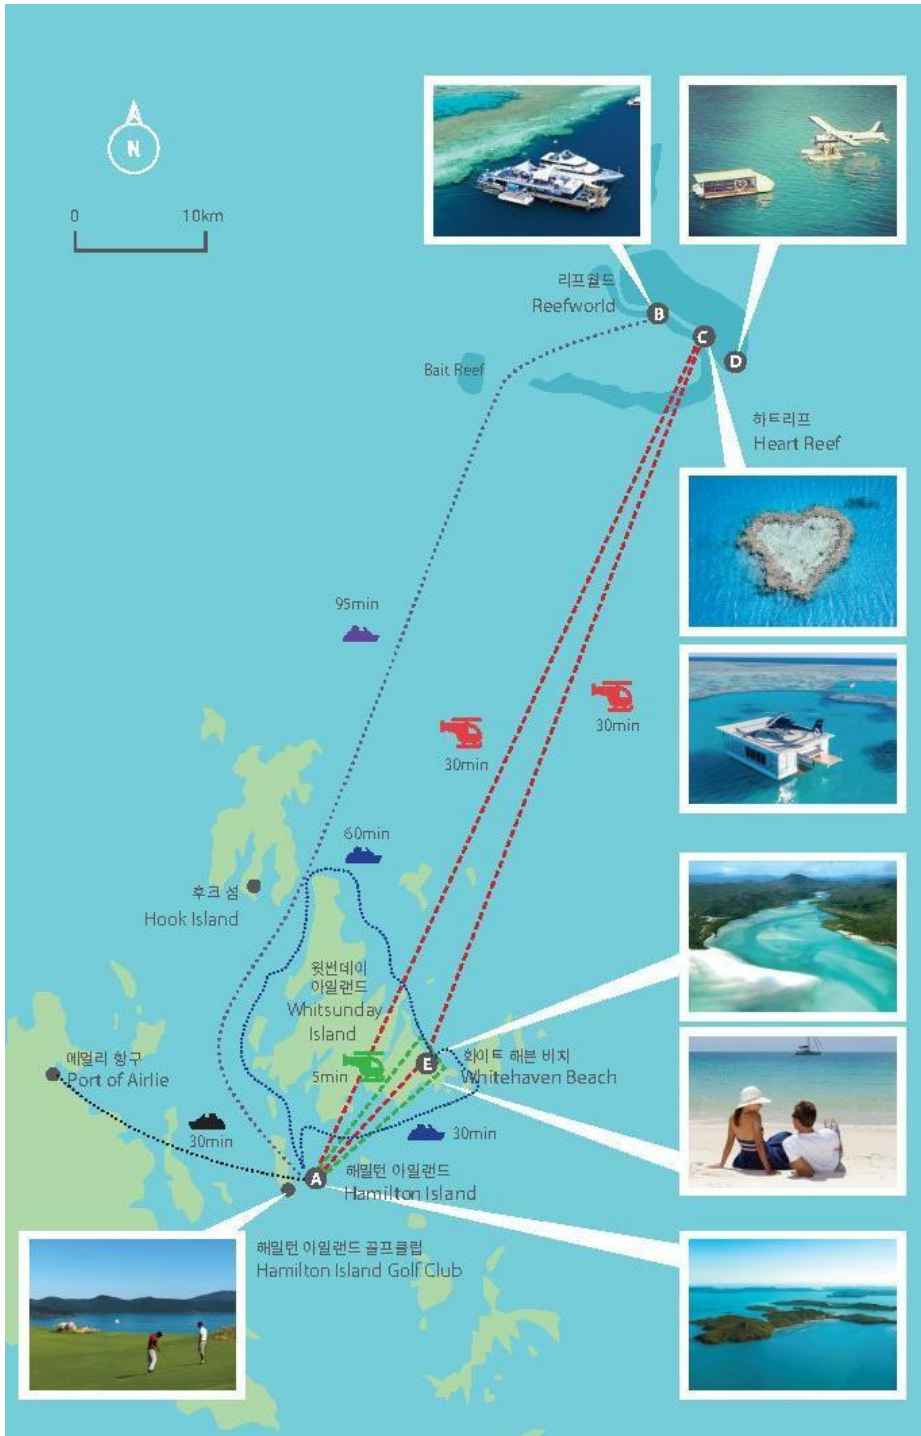 N
0 10km
리프월드
Reefworld
B
C
D
Bait Reef
하트리프
Heart Reef
95min
30min
30min
60min
후크 섬
Hook Island
윗썬데이
아일랜드
Whitsunday
Island
5min
E
화이트 해븐 비치
Whitehaven Beach
에얼리 항구
Port of Airlie
30min
30min
A
해밀턴 아일랜드
Hamilton Island
해밀턴 아일랜드 골프클럽
Hamilton Island Golf Club